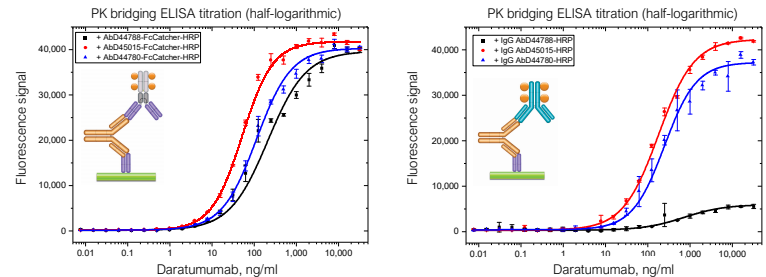 PK bridging ELISA titration (half-logarithmic)
+ AbD44788-FcCatcher-HRP
+ AbD45015-FcCatcher-HRP
+ AbD44780-FcCatcher-HRP
Fluorescence signal
40,000
30,000
20,000
10,000
0
0.01
0.1
1
10
100
1,000
10,000
Daratumumab, ng/ml
PK bridging ELISA titration (half-logarithmic)
+ IgG AbD44788-HRP
+ IgG AbD45015-HRP
+ IgG AbD44780-HRP
Fluorescence signal
40,000
30,000
20,000
10,000
0
0.01
0.1
1
10
100
1,000
10,000
Daratumumab, ng/ml